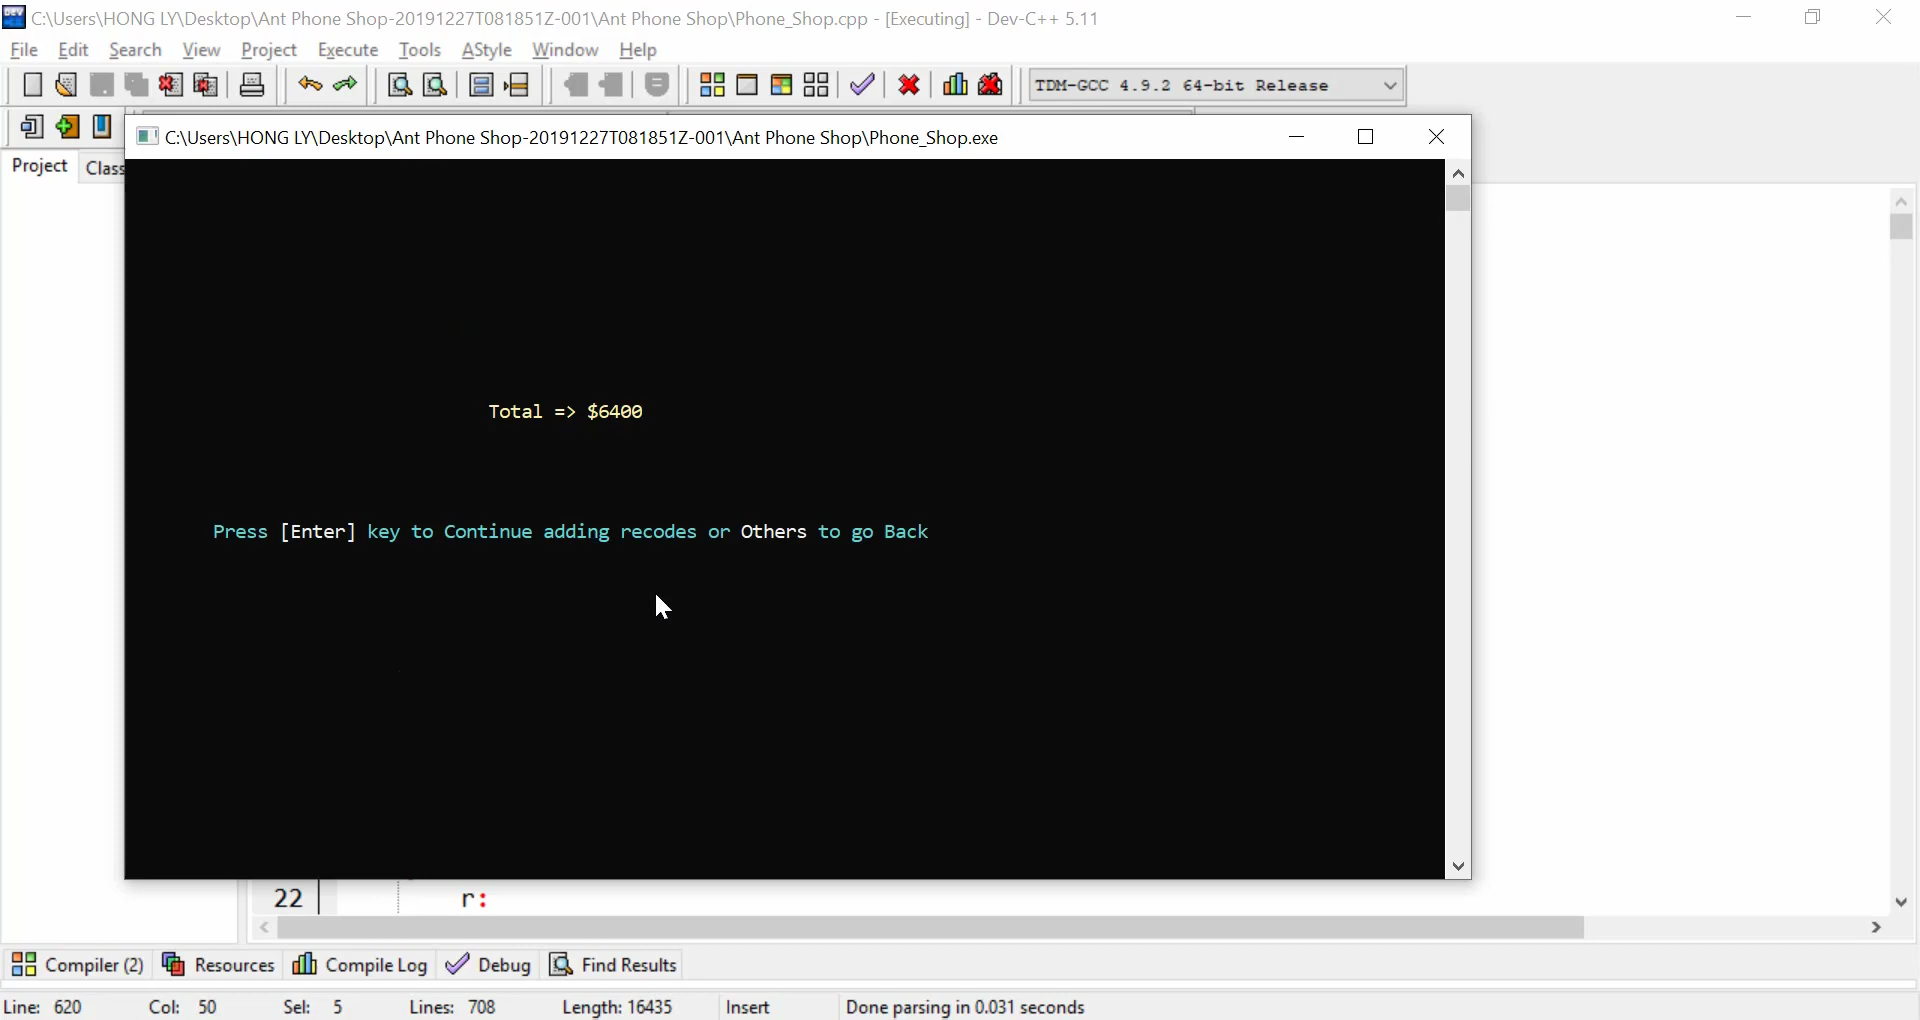 C:\Users\HONG LY\Desktop\Ant Phone Shop-20191227T081851Z-001\Ant Phone Shop\Phone_Shop.cpp - [Executing] - Dev-C++ 5.11
File Edit Search View Project Execute Tools AStyle Window Help
TDM-GCC 4.9.2 64-bit Release
C:\Users\HONG LY\Desktop\Ant Phone Shop-20191227T081851Z-001\Ant Phone Shop\Phone_Shop.exe
Project Class
Total => $6400
Press [Enter] key to Continue adding recodes or Others to go Back
22 r:
Compiler (2) Resources Compile Log Debug Find Results
Line: 620 Col: 50 Sel: 5 Lines: 708 Length: 16435 Insert Done parsing in 0.031 seconds